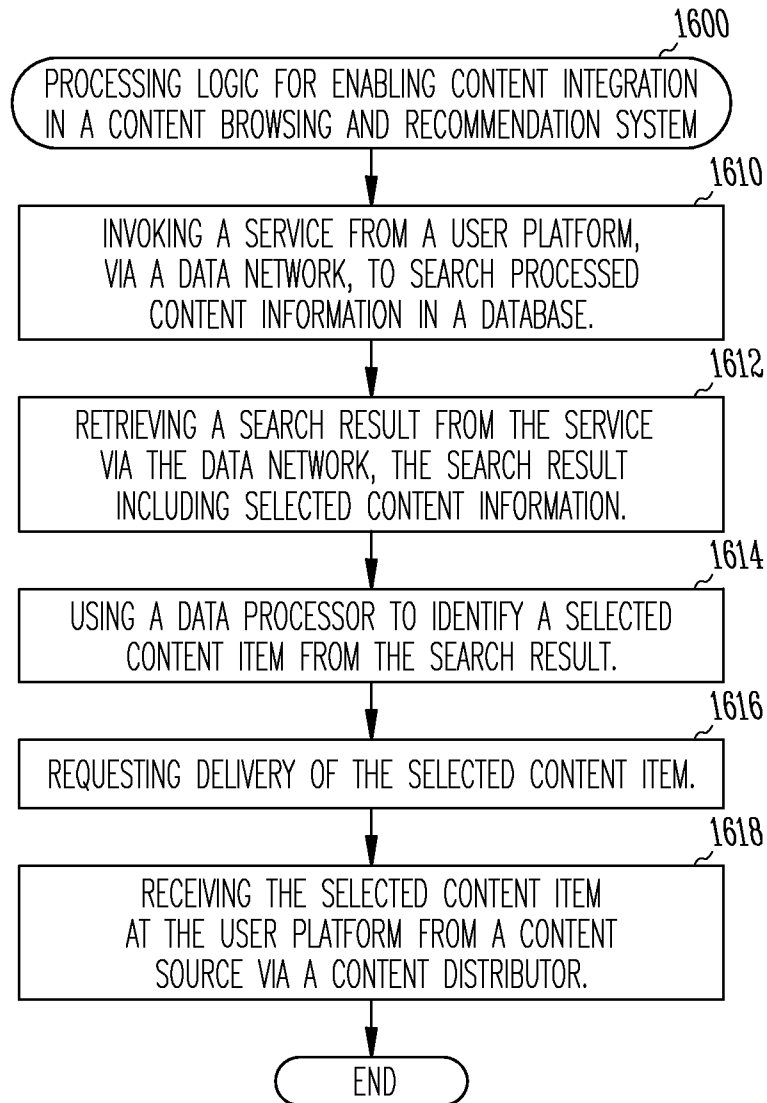 1600
PROCESSING LOGIC FOR ENABLING CONTENT INTEGRATION
IN A CONTENT BROWSING AND RECOMMENDATION SYSTEM
1610
INVOKING A SERVICE FROM A USER PLATFORM,
VIA A DATA NETWORK, TO SEARCH PROCESSED
CONTENT INFORMATION IN A DATABASE.
1612
RETRIEVING A SEARCH RESULT FROM THE SERVICE
VIA THE DATA NETWORK, THE SEARCH RESULT
INCLUDING SELECTED CONTENT INFORMATION.
1614
USING A DATA PROCESSOR TO IDENTIFY A SELECTED
CONTENT ITEM FROM THE SEARCH RESULT.
1616
REQUESTING DELIVERY OF THE SELECTED CONTENT ITEM.
1618
RECEIVING THE SELECTED CONTENT ITEM
AT THE USER PLATFORM FROM A CONTENT
SOURCE VIA A CONTENT DISTRIBUTOR.
END